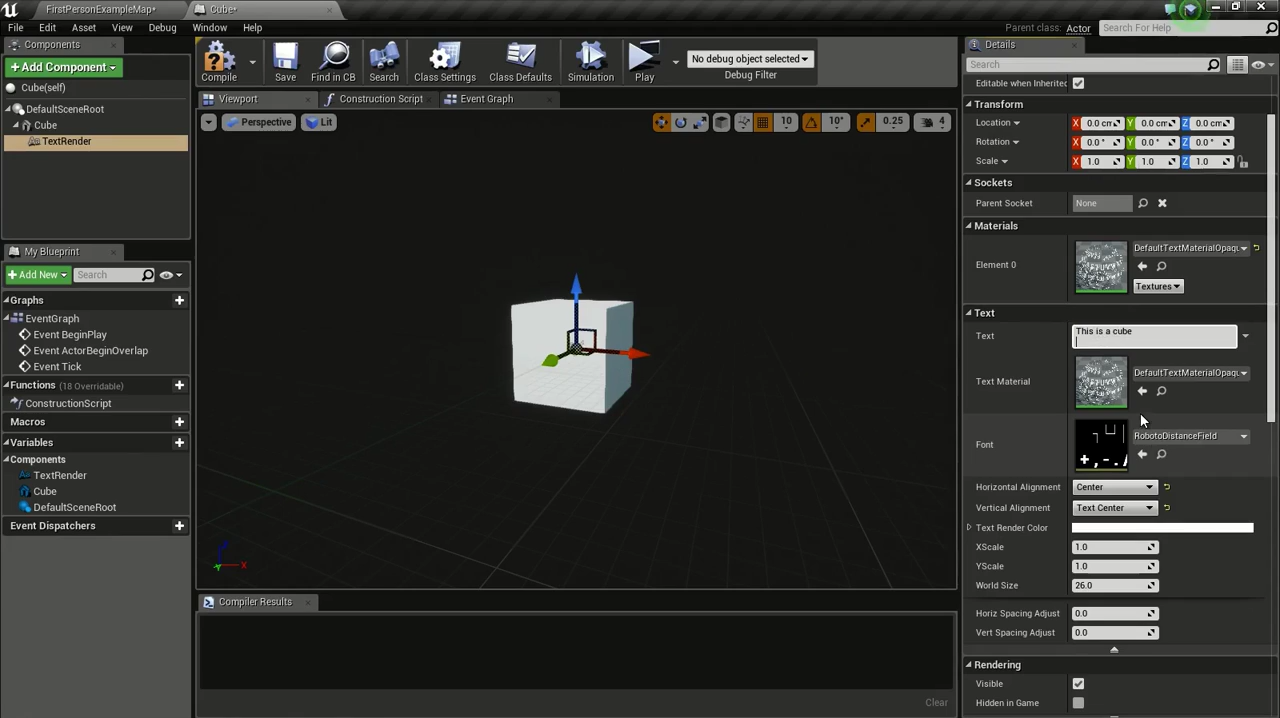 FirstPersonExampleMap*
Cube*
File Edit Asset View Debug Window Help
Parent class: Actor
Search For Help
Components
Add Component
Cube(self)
DefaultSceneRoot
Cube
TextRender
My Blueprint
Add New
Search
Graphs
EventGraph
Event BeginPlay
Event ActorBeginOverlap
Event Tick
Functions (18 Overridable)
ConstructionScript
Macros
Variables
Components
TextRender
Cube
DefaultSceneRoot
Event Dispatchers
Compile
Save
Find in CB
Search
Class Settings
Class Defaults
Simulation
Play
No debug object selected
Debug Filter
Viewport
Construction Script
Event Graph
Perspective
Lit
10
10°
0.25
4
X
Compiler Results
Clear
Details
Search
Editable when Inherited
Transform
Location X 0.0 cm Y 0.0 cm Z 0.0 cm
Rotation X 0.0 ° Y 0.0 ° Z 0.0 °
Scale X 1.0 Y 1.0 Z 1.0
Sockets
Parent Socket None
Materials
Element 0
DefaultTextMaterialOpaqu
Textures
Text
Text This is a cube
Text Material
DefaultTextMaterialOpaqu
Font
RobotoDistanceField
Horizontal Alignment Center
Vertical Alignment Text Center
Text Render Color
XScale 1.0
YScale 1.0
World Size 26.0
Horiz Spacing Adjust 0.0
Vert Spacing Adjust 0.0
Rendering
Visible
Hidden in Game